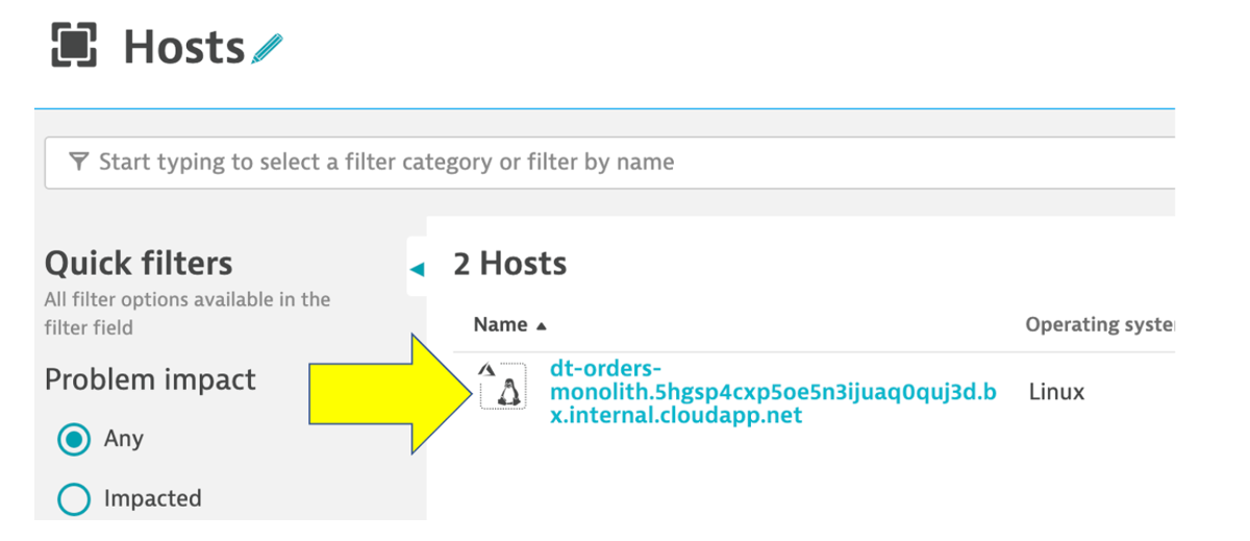 Hosts
Start typing to select a filter category or filter by name
Quick filters
All filter options available in the
filter field
Problem impact
Any
Impacted
2 Hosts
Name
Operating syste
dt-orders-
monolith.5hgsp4cxp5oe5n3ijuaq0quj3d.b
x.internal.cloudapp.net
Linux